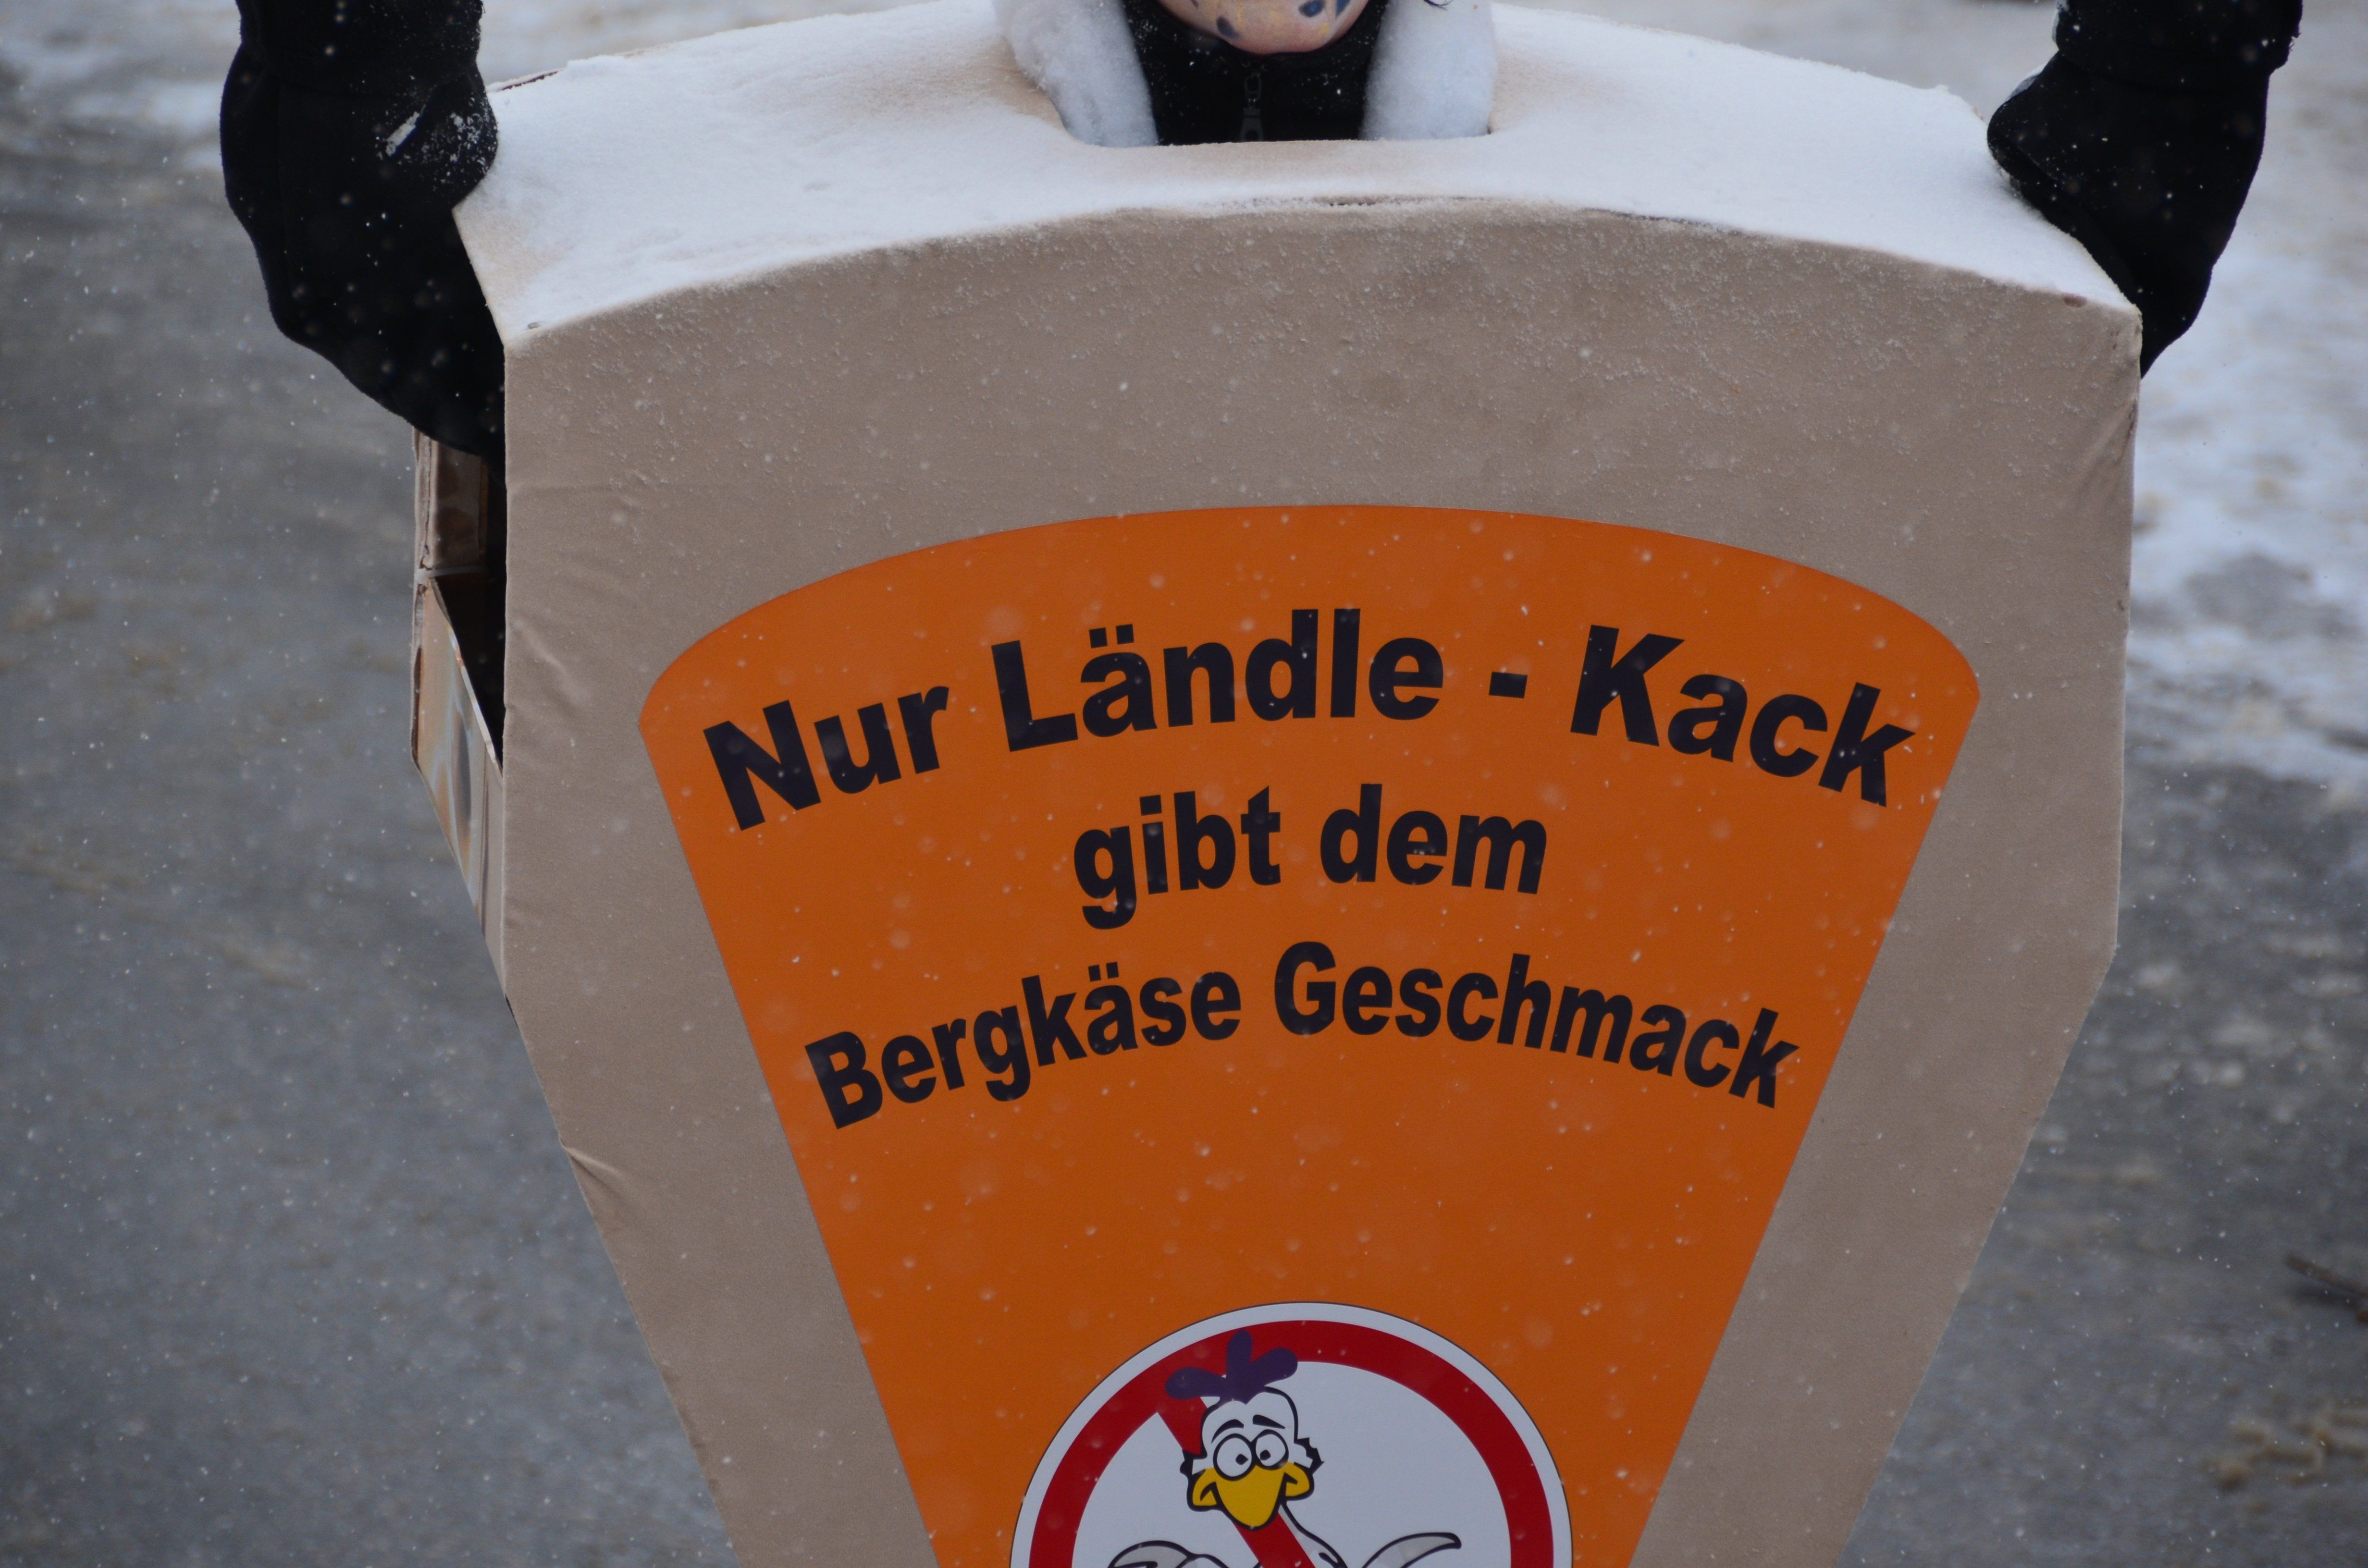 Nur Ländle - Kack
gibt dem
Bergkäse Geschmack